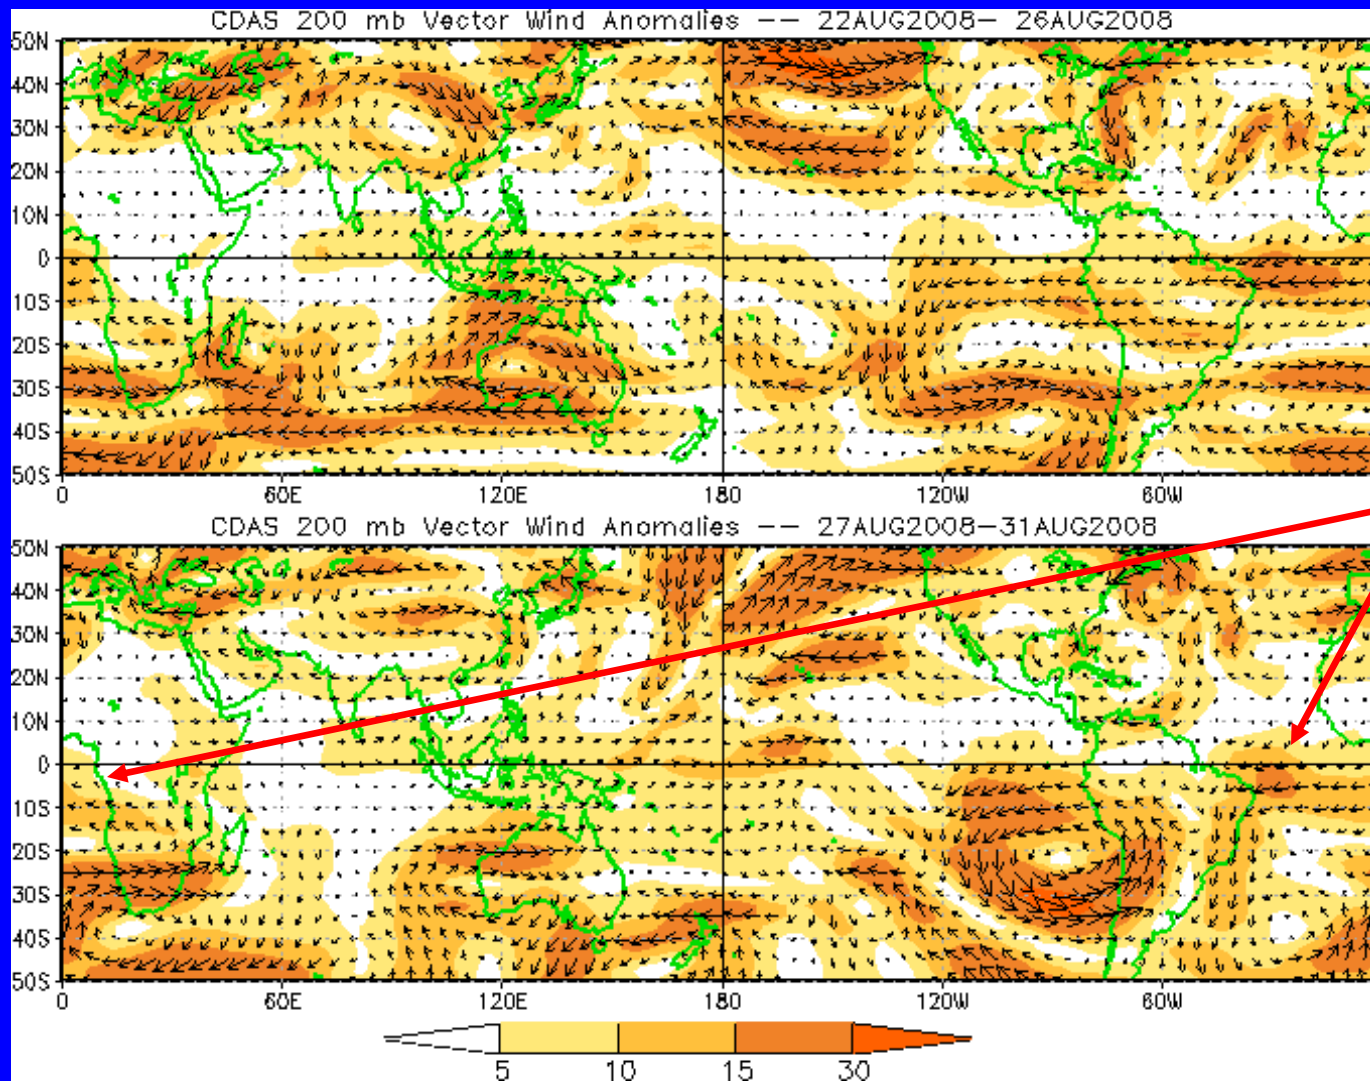 CDAS 200 mb Vector Wind Anomalies -- 22AUG2008- 26AUG2008
50N
40N
30N
20N
10N
0
10S
20S
30S
40S
50S
0 60E 120E 180 120W 60W
CDAS 200 mb Vector Wind Anomalies -- 27AUG2008-31AUG2008
50N
40N
30N
20N
10N
0
10S
20S
30S
40S
50S
0 60E 120E 180 120W 60W
5 10 15 30